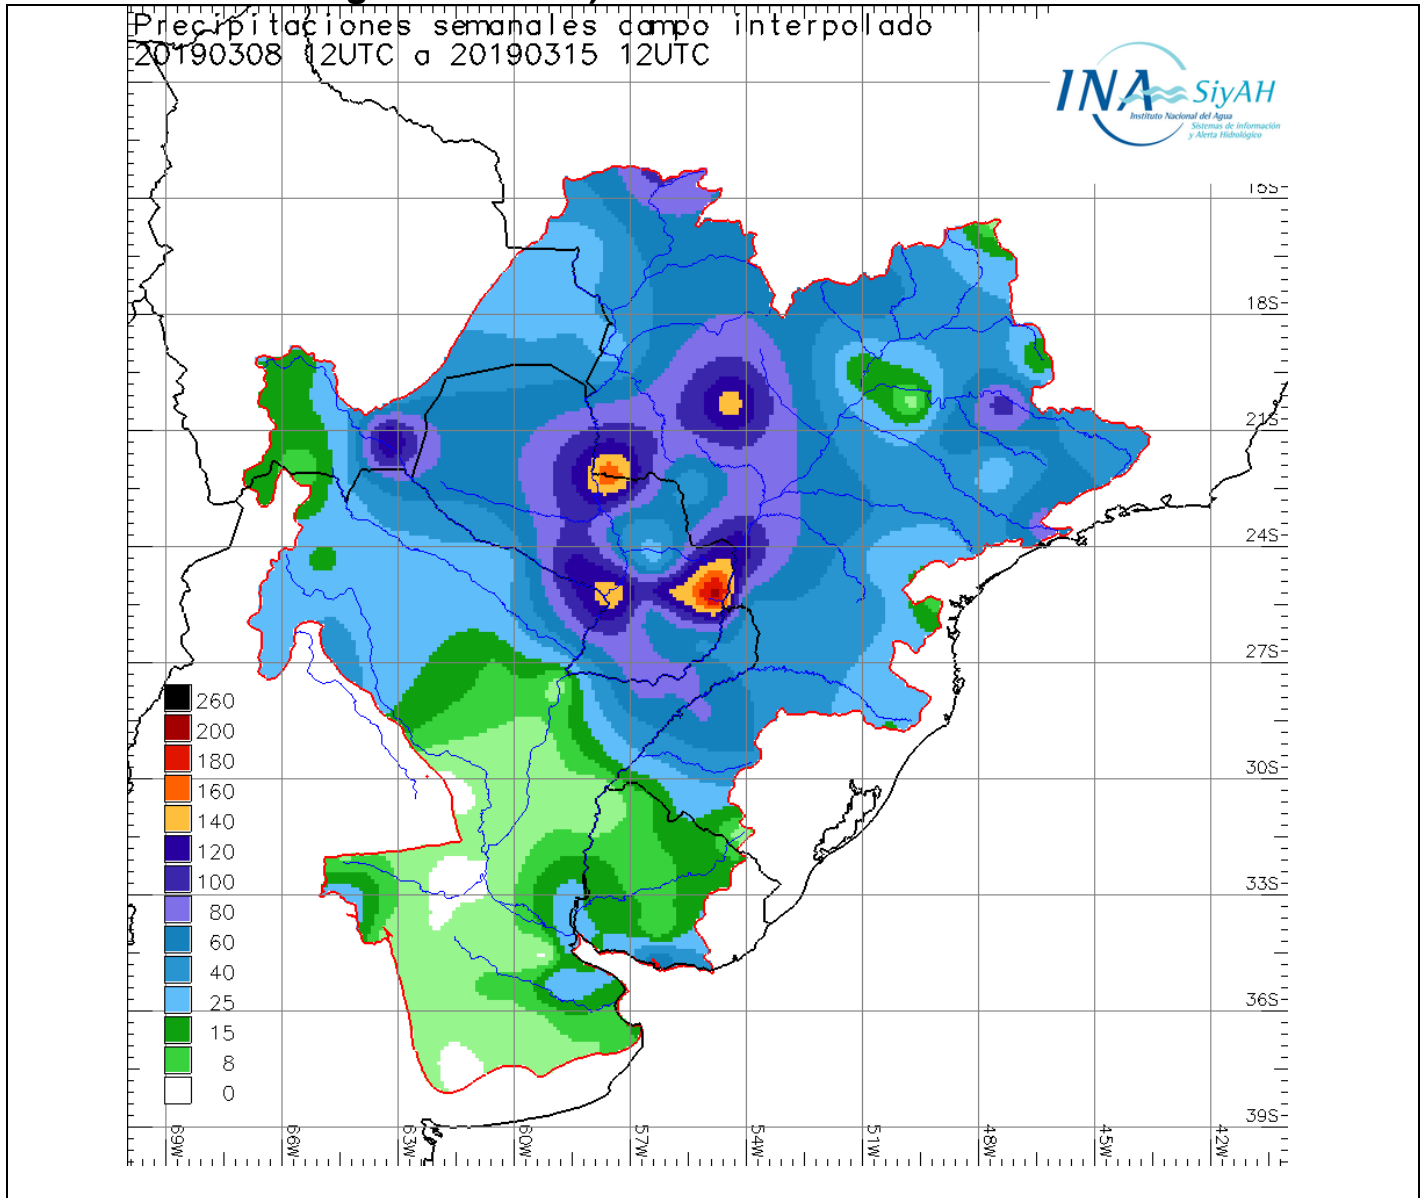 Precipitaciones semanales campo interpolado
20190308 12UTC a 20190315 12UTC
INA SiyAH
Instituto Nacional del Agua
Sistemas de Información
y Alerta Hidrológico
15S
18S
21S
24S
27S
30S
33S
36S
39S
260
200
180
160
140
120
100
80
60
40
25
15
8
0
69W
66W
63W
60W
57W
54W
51W
48W
45W
42W